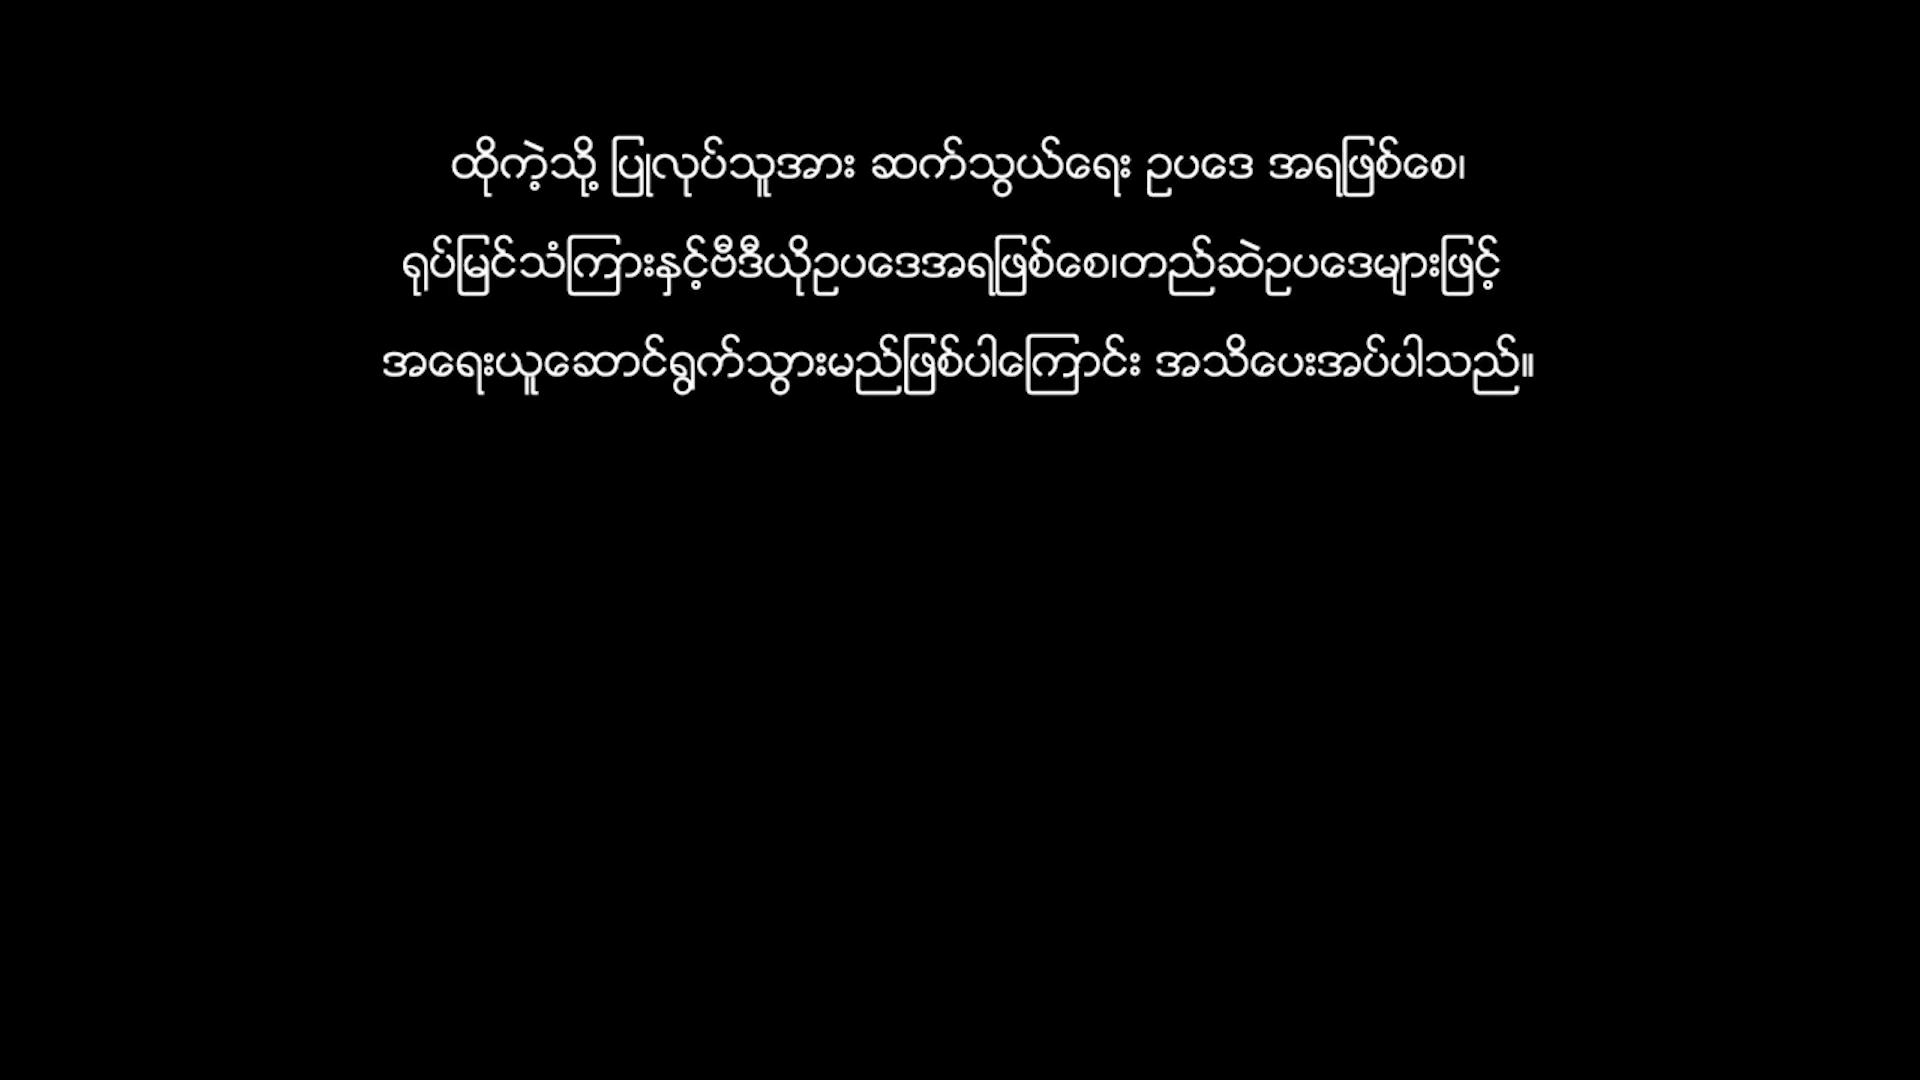 ထိုကဲ့သို့ ပြုလုပ်သူအား ဆက်သွယ်ရေး ဥပဒေ အရဖြစ်စေ၊
ရုပ်မြင်သံကြားနှင့်ဗီဒီယိုဥပဒေအရဖြစ်စေ၊တည်ဆဲဥပဒေများဖြင့်
အရေးယူဆောင်ရွက်သွားမည်ဖြစ်ပါကြောင်း အသိပေးအပ်ပါသည်။